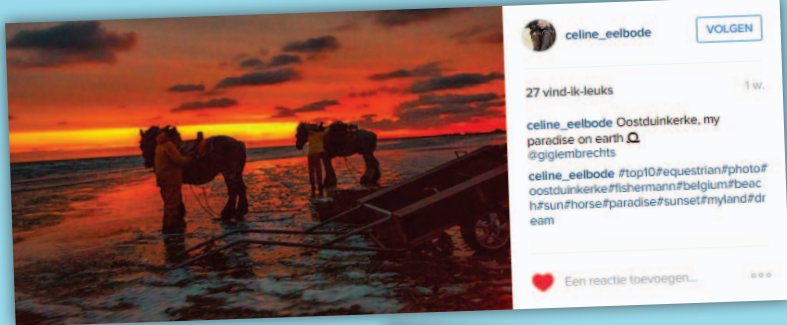 celine_eelbode
VOLGEN
27 vind-ik-leuks
1 w.
celine_eelbode Oostduinkerke, my
paradise on earth
@gigiembrechts
celine_eelbode #top10#equestrian#photo#
oostduinkerke#fishermann#belgium#beac
h#sun#horse#paradise#sunset#myland#dr
eam
Een reactie toevoegen...